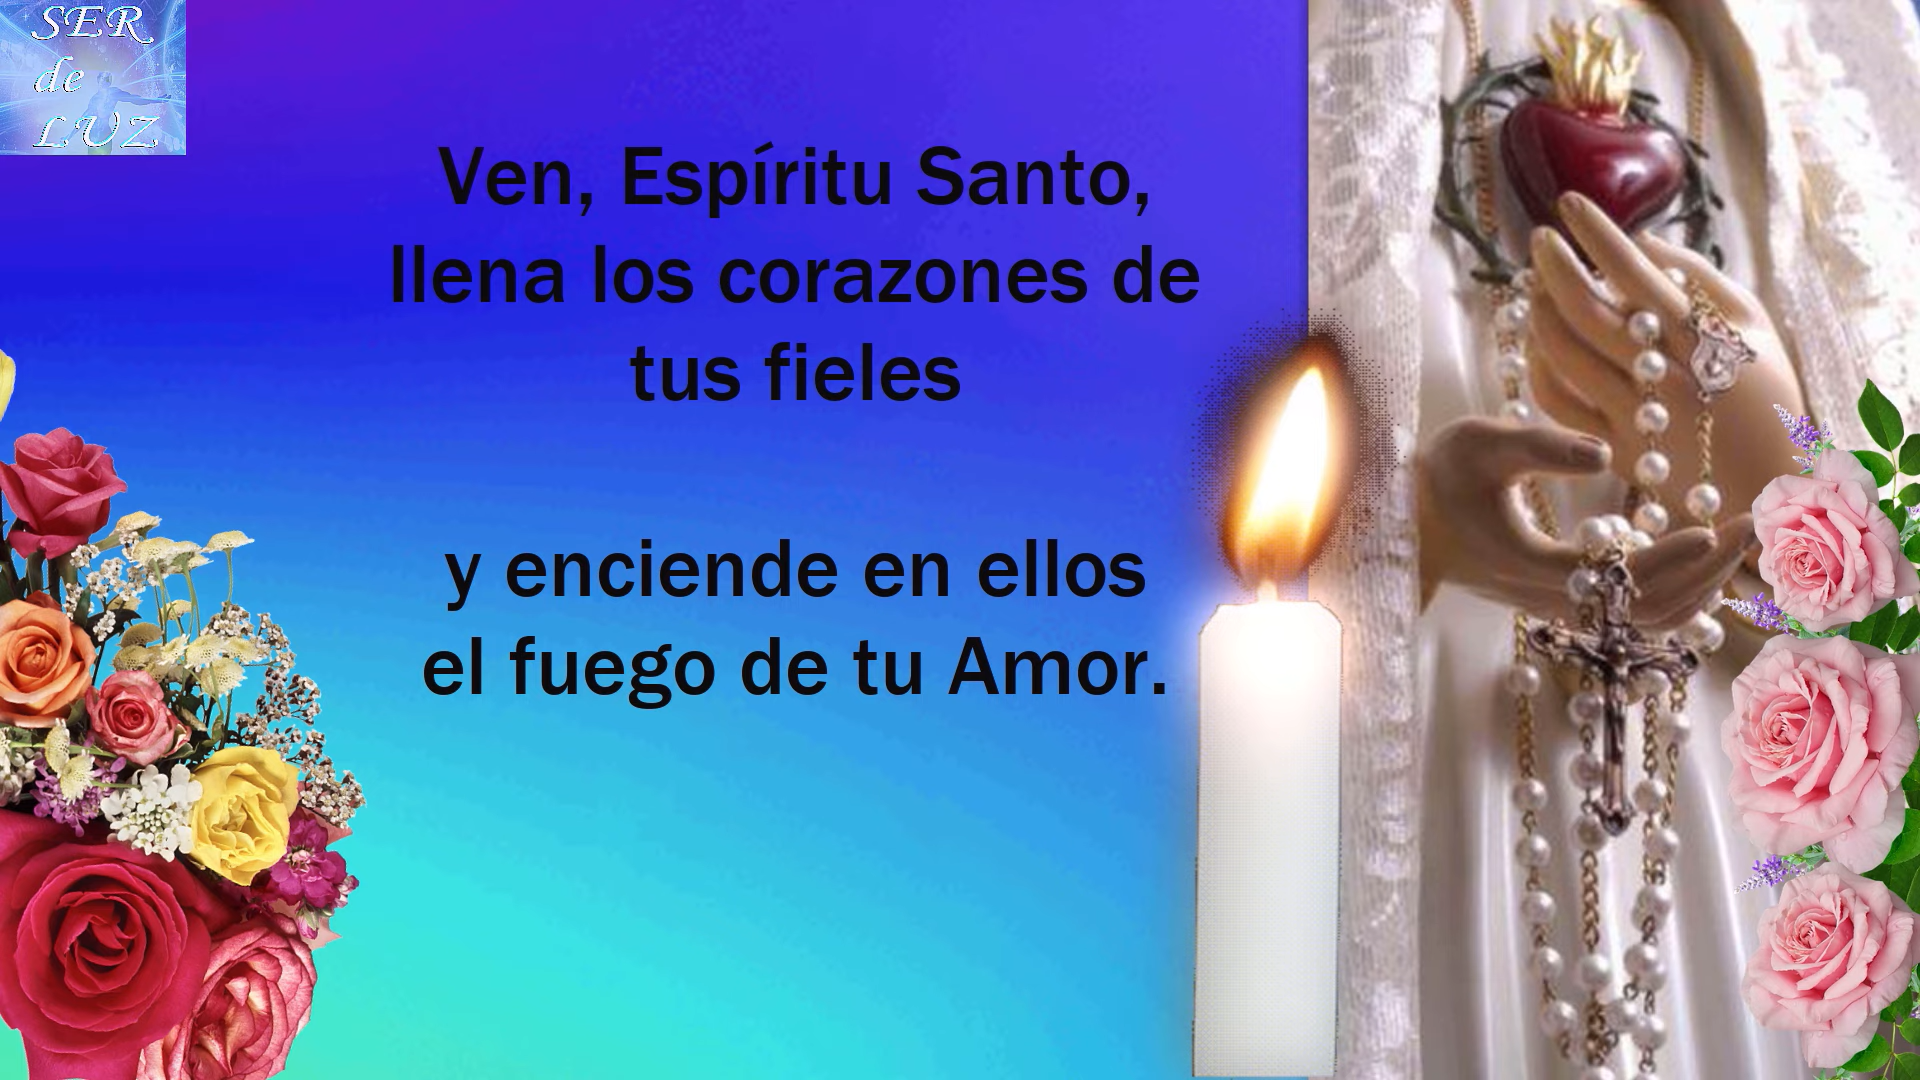 SER
de
LUZ
Ven, Espíritu Santo,
llena los corazones de
tus fieles
y enciende en ellos
el fuego de tu Amor.